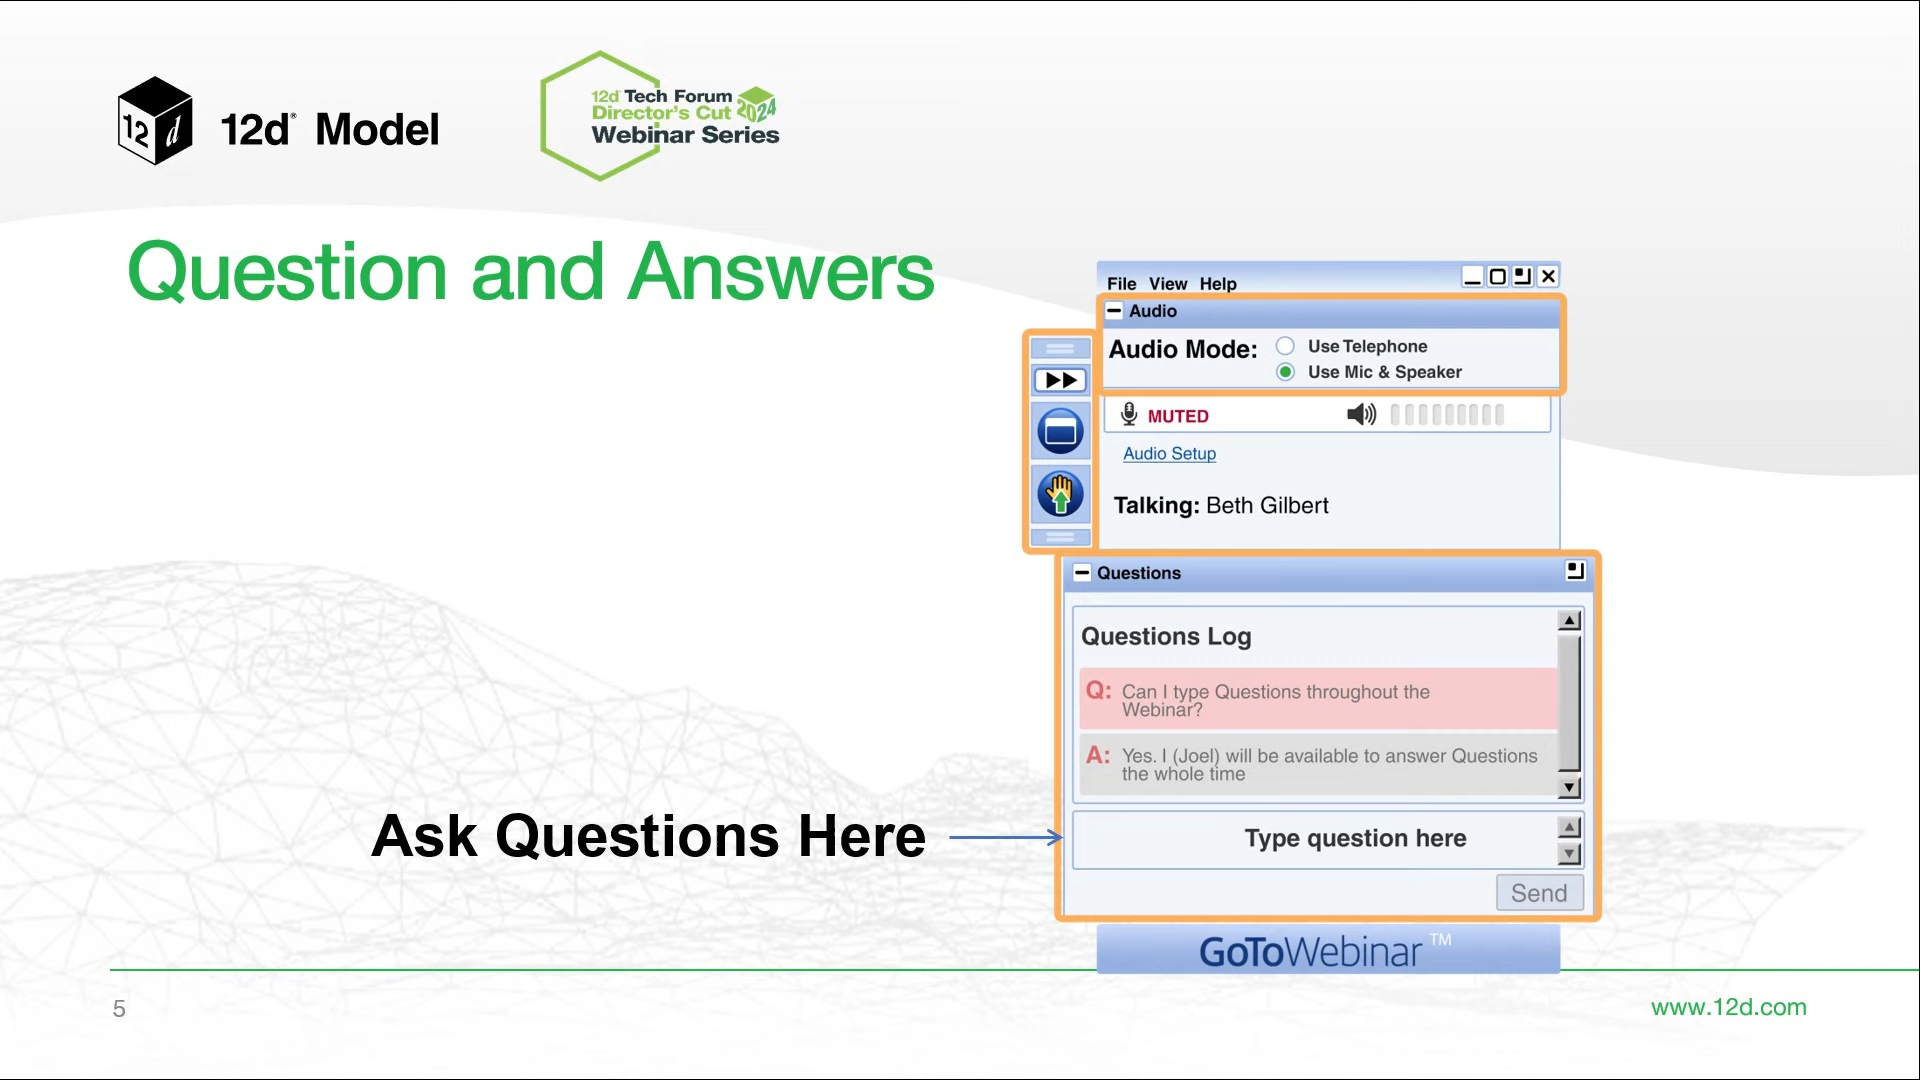 12d
12d® Model
12d Tech Forum
Director's Cut 2024
Webinar Series
Question and Answers
File View Help
Audio
Audio Mode:
Use Telephone
Use Mic & Speaker
MUTED
Audio Setup
Talking: Beth Gilbert
Questions
Questions Log
Q: Can I type Questions throughout the
Webinar?
A: Yes. I (Joel) will be available to answer Questions
the whole time
Ask Questions Here
Type question here
Send
GoToWebinar™
5
www.12d.com